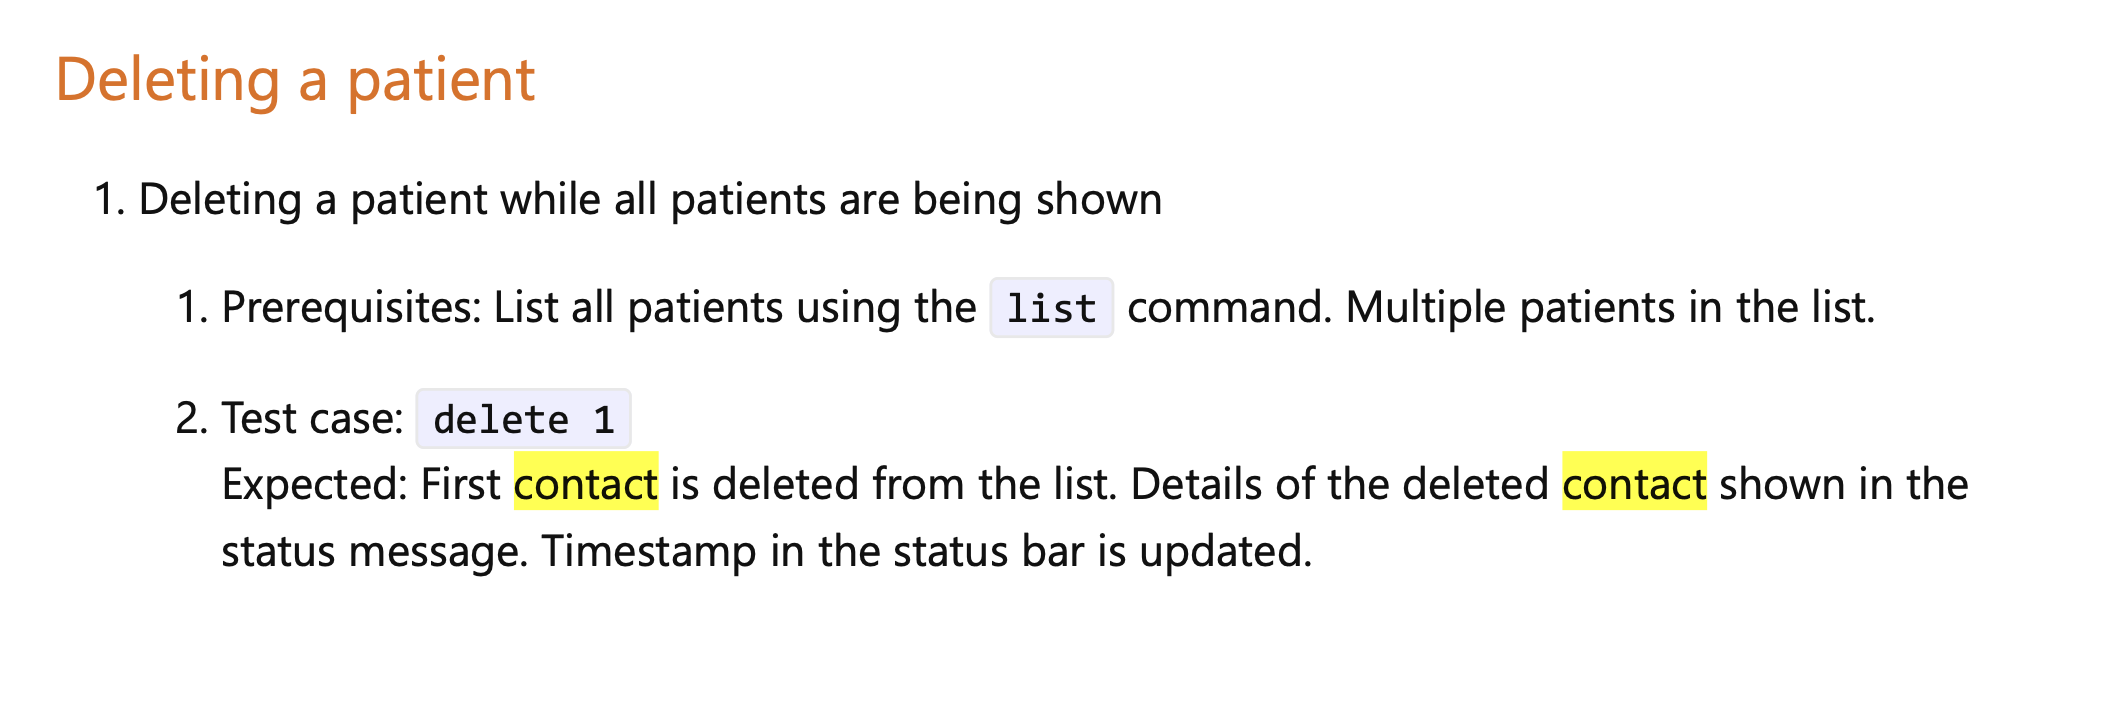 Deleting a patient
1. Deleting a patient while all patients are being shown
1. Prerequisites: List all patients using the list command. Multiple patients in the list.
2. Test case: delete 1
Expected: First contact is deleted from the list. Details of the deleted contact shown in the
status message. Timestamp in the status bar is updated.